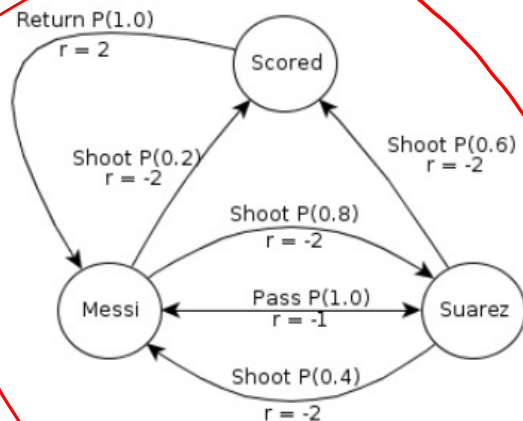 Return P(1.0)
r = 2
Scored
Shoot P(0.2)
r = -2
Shoot P(0.6)
r = -2
Shoot P(0.8)
r = -2
Messi
Pass P(1.0)
r = -1
Suarez
Shoot P(0.4)
r = -2